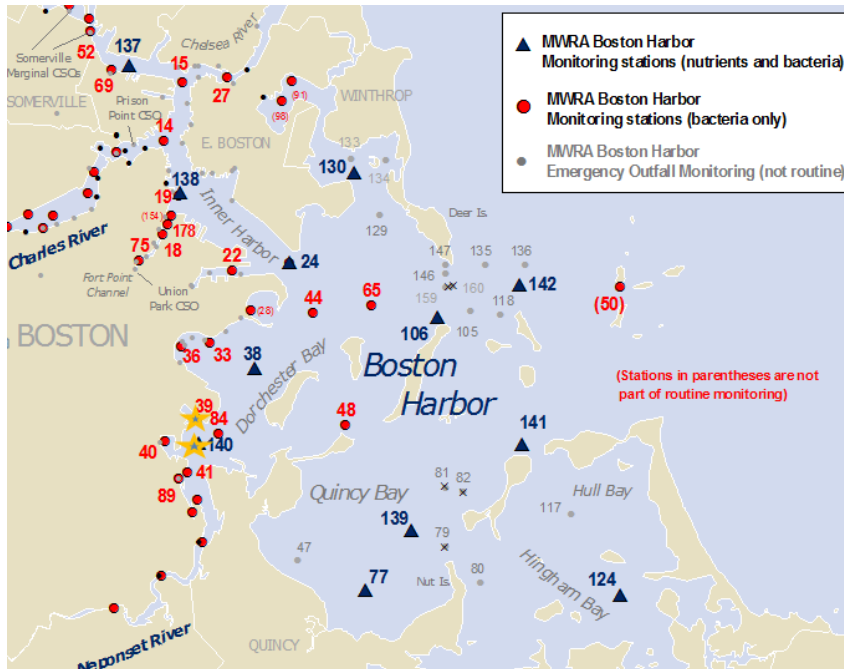 Somerville
Marginal CSOs
52
137
69
SOMERVILLE
Prison
Point CSO
15
27
Chelsea River
(91)
(98)
WINTHROP
14
E. BOSTON
133
130
134
138
19
(154)
178
18
75
Inner Harbor
Charles River
Fort Point
Channel
Union
Park CSO
22
24
129
Deer Is.
147
135
136
146
159
160
142
118
105
106
(50)
44
65
(28)
BOSTON
36
33
38
Dorchester Bay
Boston
Harbor
39
84
140
40
41
89
48
141
Quincy Bay
81
82
139
79
47
77
Nut Is.
80
117
Hull Bay
Hingham Bay
124
QUINCY
Neponset River
MWRA Boston Harbor
Monitoring stations (nutrients and bacteria)
MWRA Boston Harbor
Monitoring stations (bacteria only)
MWRA Boston Harbor
Emergency Outfall Monitoring (not routine)
(Stations in parentheses are not
part of routine monitoring)